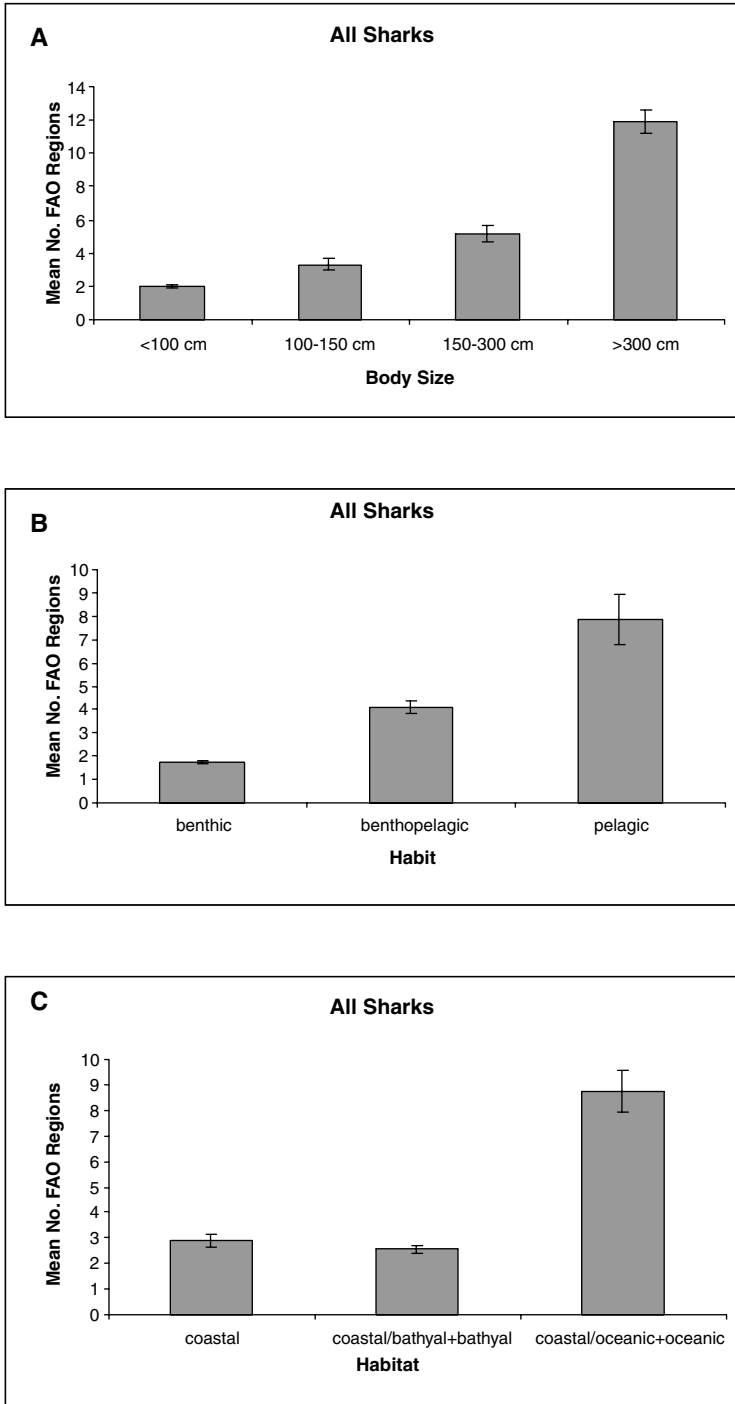 A
All Sharks
Mean No. FAO Regions
14
12
10
8
6
4
2
0
<100 cm 100-150 cm 150-300 cm >300 cm
Body Size
B
All Sharks
Mean No. FAO Regions
10
9
8
7
6
5
4
3
2
1
0
benthic benthopelagic pelagic
Habit
C
All Sharks
Mean No. FAO Regions
10
9
8
7
6
5
4
3
2
1
0
coastal coastal/bathyal+bathyal coastal/oceanic+oceanic
Habitat